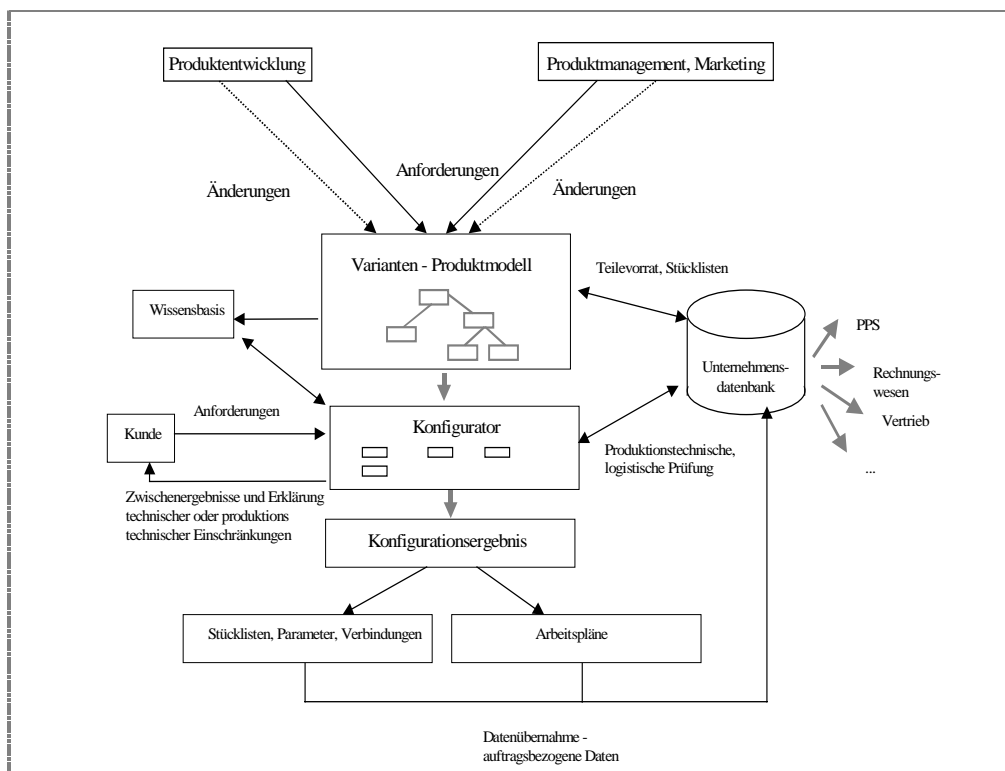 Produktentwicklung
Produktmanagement, Marketing
Anforderungen
Änderungen
Änderungen
Varianten - Produktmodell
Teilevorrat, Stücklisten
Wissensbasis
PPS
Unternehmens-
datenbank
Rechnungs-
wesen
Anforderungen
Vertrieb
Kunde
Konfigurator
Produktionstechnische,
logistische Prüfung
...
Zwischenergebnisse und Erklärung
technischer oder produktions
technischer Einschränkungen
Konfigurationsergebnis
Stücklisten, Parameter, Verbindungen
Arbeitspläne
Datenübernahme -
auftragsbezogene Daten